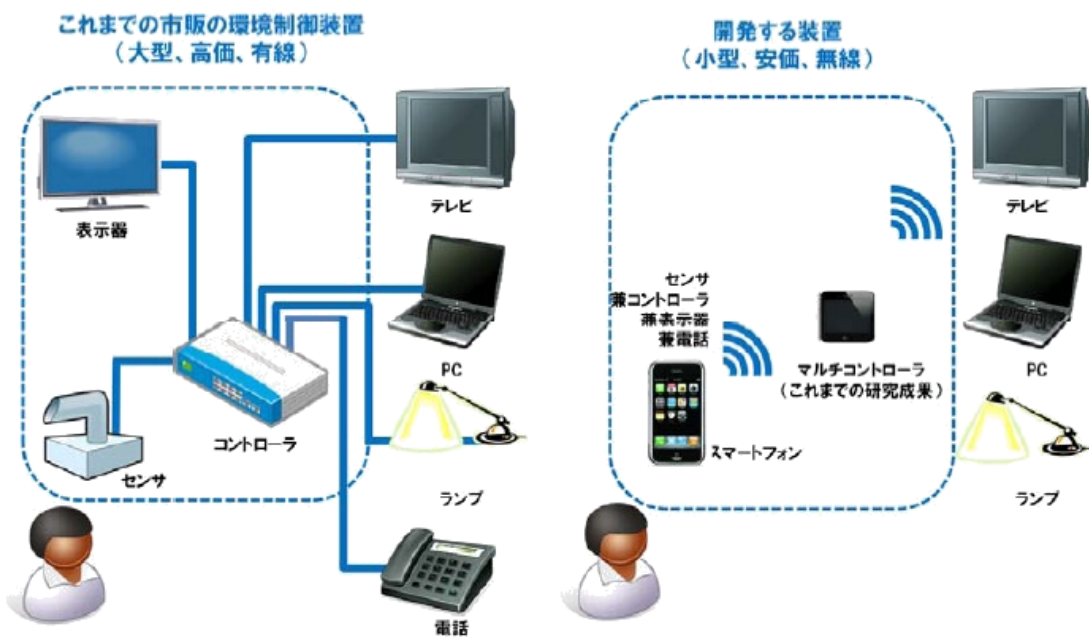 これまでの市販の環境制御装置
（大型、高価、有線）
表示器
センサ
コントローラ
テレビ
PC
ランプ
電話
開発する装置
（小型、安価、無線）
センサ
兼コントローラ
兼表示器
兼電話
スマートフォン
マルチコントローラ
（これまでの研究成果）
テレビ
PC
ランプ